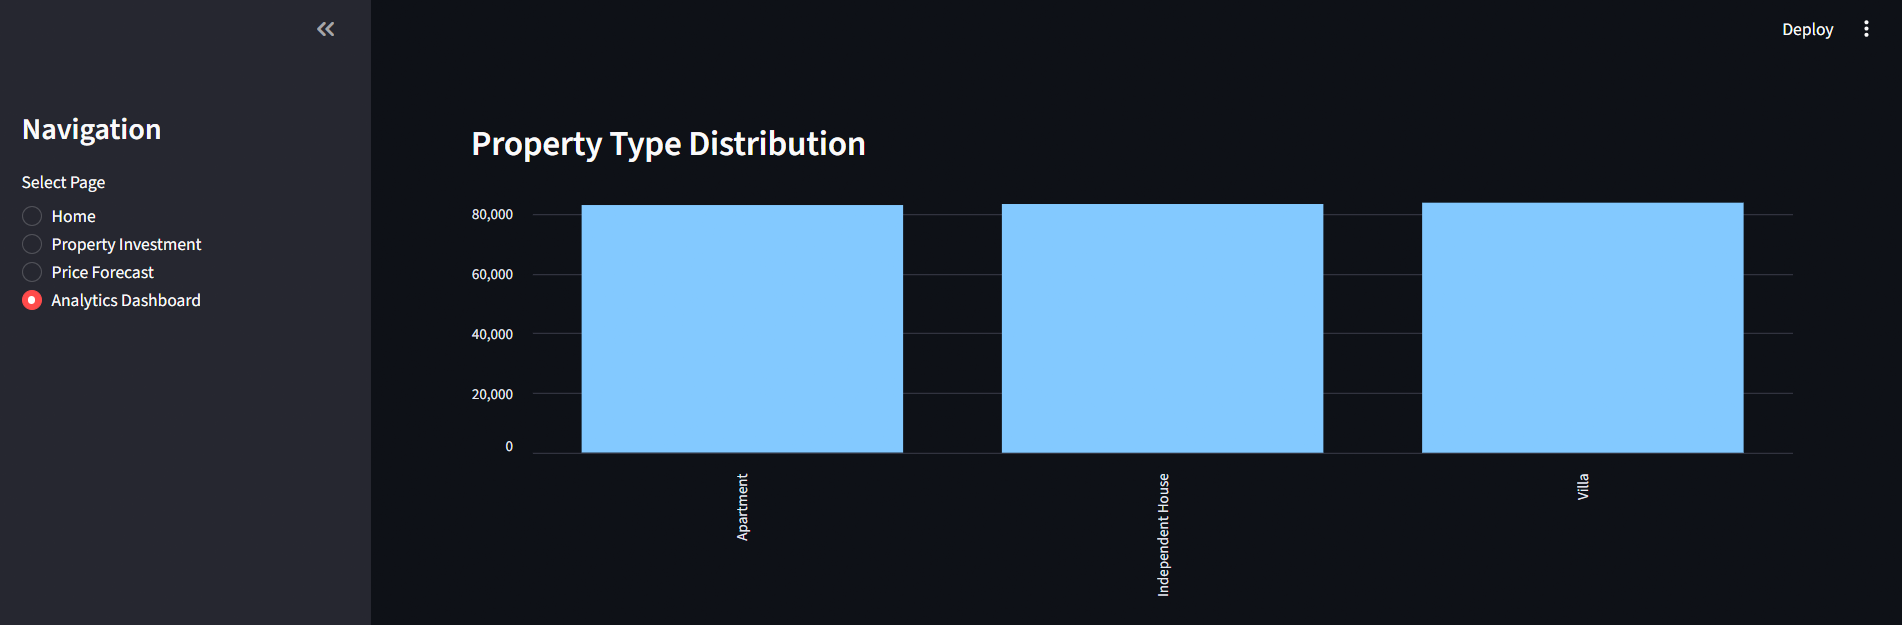 Deploy
Navigation
Select Page
Home
Property Investment
Price Forecast
Analytics Dashboard
Property Type Distribution
80,000
60,000
40,000
20,000
0
Apartment
Independent House
Villa